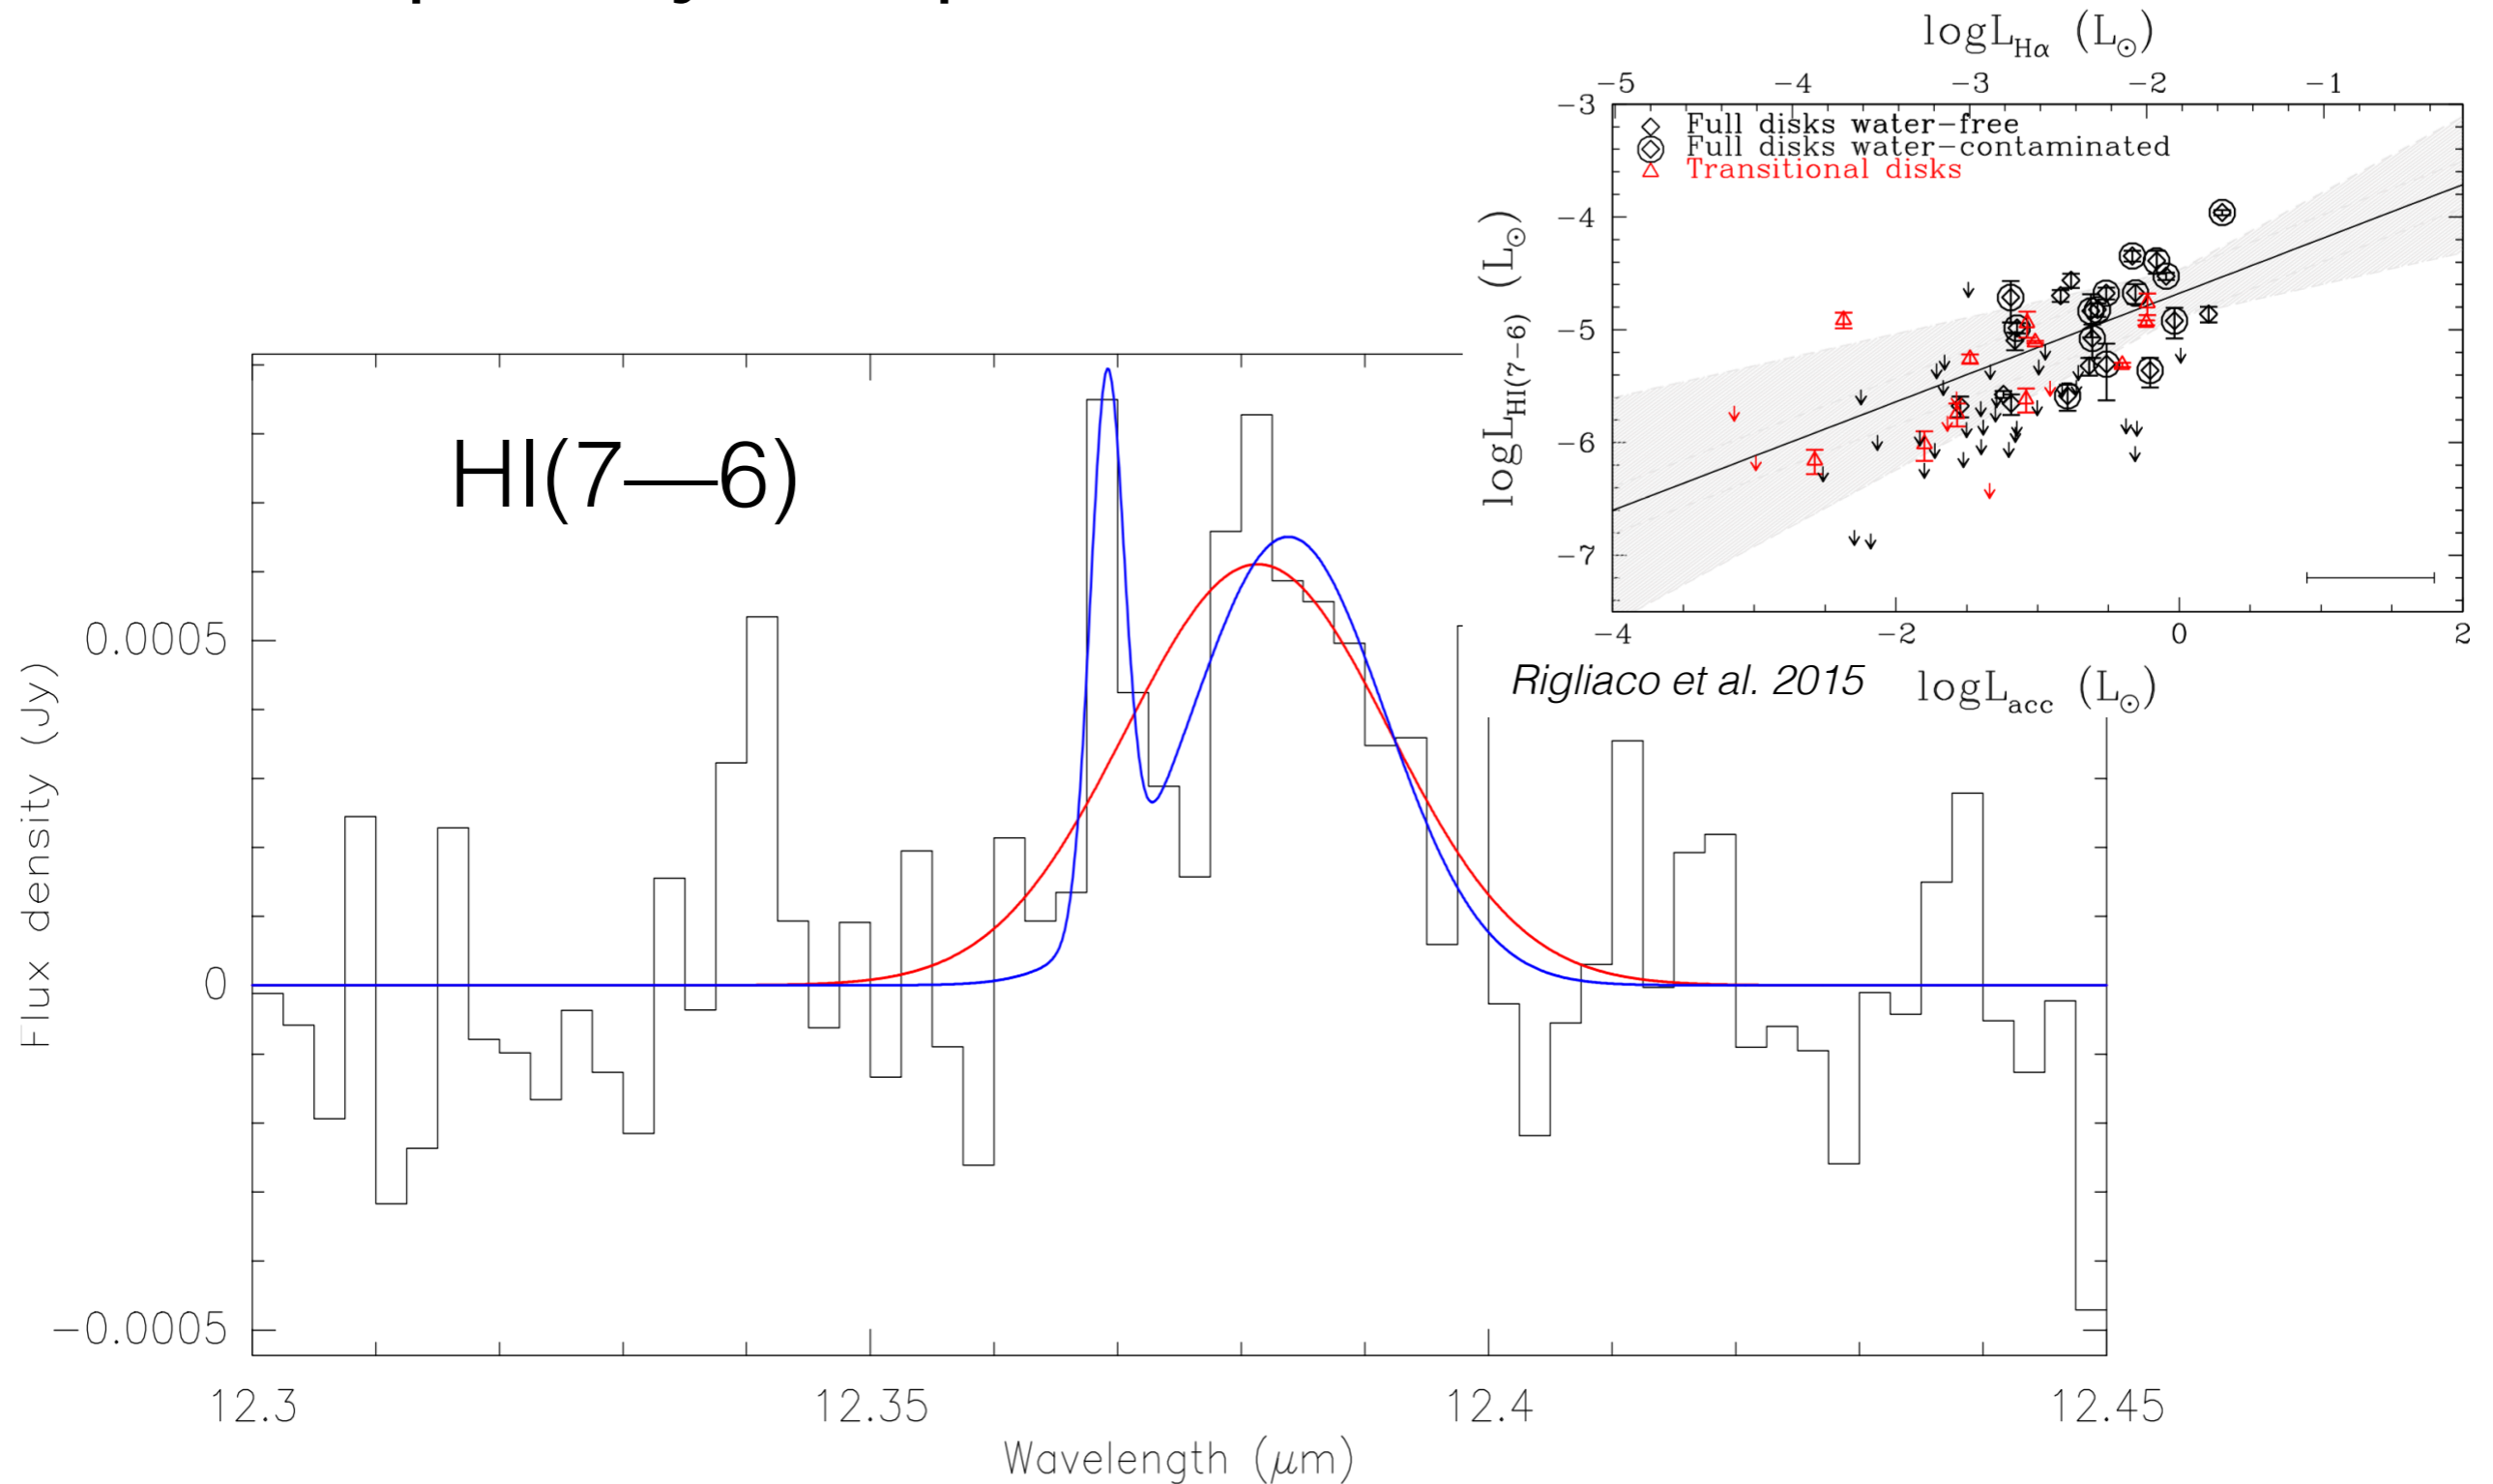 logL_Hα (L_⊙)
−5 −4 −3 −2 −1
−3
Full disks water−free
Full disks water−contaminated
Transitional disks
−4
−5
−6
−7
logL_HI(7−6) (L_⊙)
−4 −2 0 2
logL_acc (L_⊙)
Rigliaco et al. 2015
HI(7—6)
0.0005
0
−0.0005
Flux density (Jy)
12.3 12.35 12.4 12.45
Wavelength (μm)